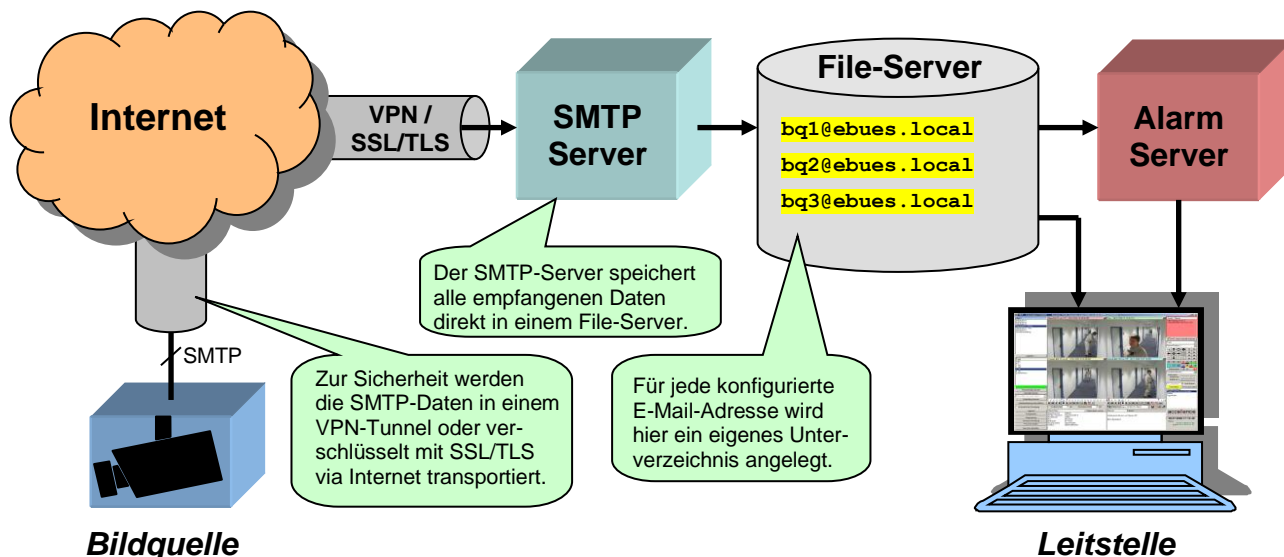 Internet
VPN /
SSL/TLS
SMTP
Server
File-Server
bq1@ebues.local
bq2@ebues.local
bq3@ebues.local
Alarm
Server
Der SMTP-Server speichert
alle empfangenen Daten
direkt in einem File-Server.
SMTP
Zur Sicherheit werden
die SMTP-Daten in einem
VPN-Tunnel oder ver-
schlüsselt mit SSL/TLS
via Internet transportiert.
Für jede konfigurierte
E-Mail-Adresse wird
hier ein eigenes Unter-
verzeichnis angelegt.
Bildquelle
Leitstelle